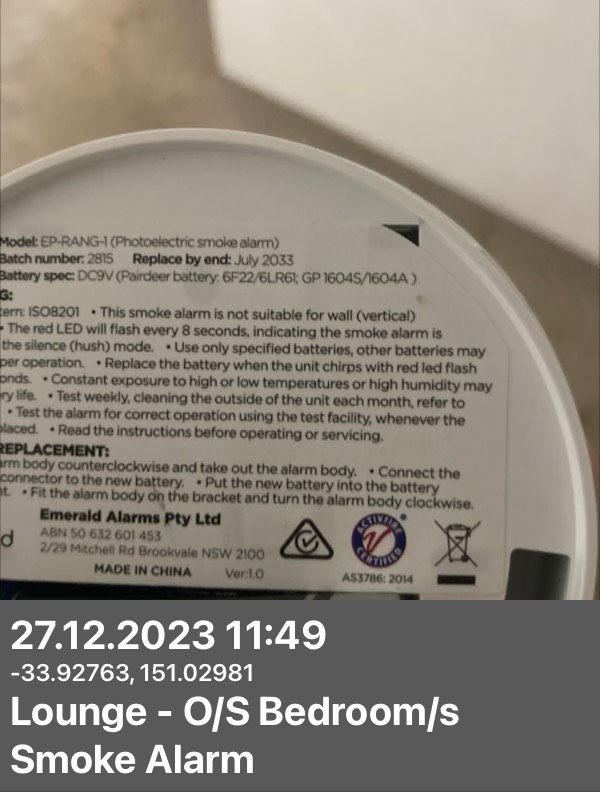 Model: EP-RANG-1 (Photoelectric smoke alarm)
Batch number: 2815 Replace by end: July 2033
Battery spec: DC9V (Pairdeer battery: 6F22/6LR61; GP 1604S/1604A )
G:
tern: ISO8201 • This smoke alarm is not suitable for wall (vertical)
• The red LED will flash every 8 seconds, indicating the smoke alarm is
the silence (hush) mode. • Use only specified batteries, other batteries may
per operation. • Replace the battery when the unit chirps with red led flash
onds. • Constant exposure to high or low temperatures or high humidity may
ry life. • Test weekly, cleaning the outside of the unit each month, refer to
• Test the alarm for correct operation using the test facility, whenever the
placed. • Read the instructions before operating or servicing.
REPLACEMENT:
arm body counterclockwise and take out the alarm body. • Connect the
connector to the new battery. • Put the new battery into the battery
nt. • Fit the alarm body on the bracket and turn the alarm body clockwise.
Emerald Alarms Pty Ltd
d
ABN 50 632 601 453
2/29 Mitchell Rd Brookvale NSW 2100
MADE IN CHINA Ver:1.0
ACTIVFIRE
CERTIFIED
AS3786: 2014
27.12.2023 11:49
-33.92763, 151.02981
Lounge - O/S Bedroom/s
Smoke Alarm